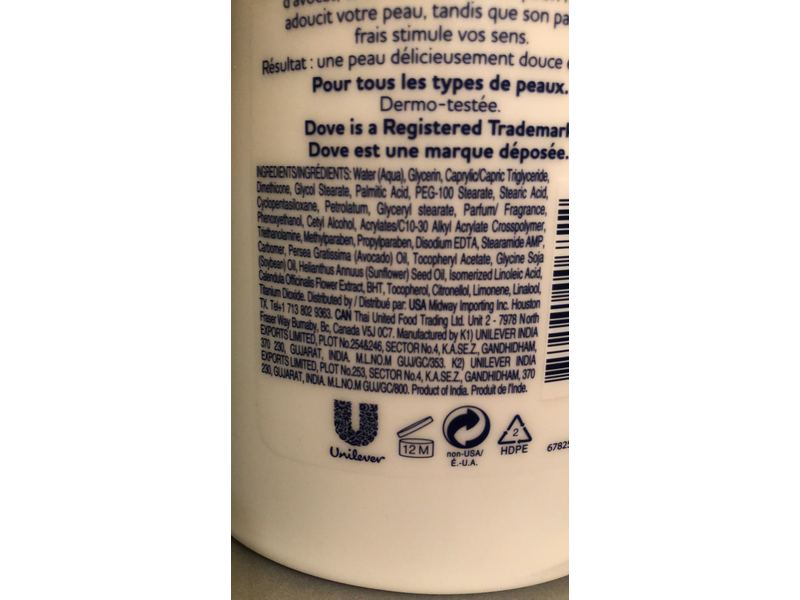 d'avocat,
adoucit votre peau, tandis que son pa
frais stimule vos sens.
Résultat : une peau délicieusement douce e
Pour tous les types de peaux.
Dermo-testée.
Dove is a Registered Trademark
Dove est une marque déposée.
INGREDIENTS/INGRÉDIENTS: Water (Aqua), Glycerin, Caprylic/Capric Triglyceride,
Dimethicone, Glycol Stearate, Palmitic Acid, PEG-100 Stearate, Stearic Acid,
Cyclopentasiloxane, Petrolatum, Glyceryl stearate, Parfum/ Fragrance,
Phenoxyethanol, Cetyl Alcohol, Acrylates/C10-30 Alkyl Acrylate Crosspolymer,
Triethanolamine, Methylparaben, Propylparaben, Disodium EDTA, Stearamide AMP,
Carbomer, Persea Gratissima (Avocado) Oil, Tocopheryl Acetate, Glycine Soja
(Soybean) Oil, Helianthus Annuus (Sunflower) Seed Oil, Isomerized Linoleic Acid,
Calendula Officinalis Flower Extract, BHT, Tocopherol, Citronellol, Limonene, Linalool,
Titanium Dioxide. Distributed by / Distribué par: USA Midway Importing Inc. Houston
TX. Tel+1 713 802 9363. CAN Thai United Food Trading Ltd. Unit 2 - 7978 North
Fraser Way Burnaby, Bc, Canada V5J 0C7. Manufactured by K1) UNILEVER INDIA
EXPORTS LIMITED, PLOT No.254&246, SECTOR No.4, K.A.SE.Z., GANDHIDHAM,
370 230, GUJARAT, INDIA. M.L.NO.M GUJ/GC/353. K2) UNILEVER INDIA
EXPORTS LIMITED, PLOT No.253, SECTOR No.4, K.A.SE.Z., GANDHIDHAM, 370
230, GUJARAT, INDIA. M.L.NO.M GUJ/GC/800. Product of India. Produit de l'Inde.
Unilever
12 M
non-USA/
É.-U.A.
2
HDPE
6782